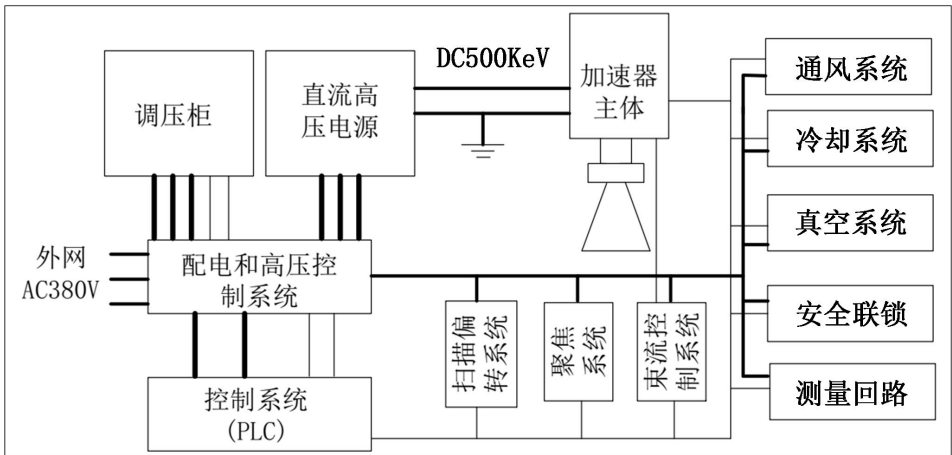 DC500KeV
调压柜
直流高
压电源
加速器
主体
通风系统
冷却系统
真空系统
安全联锁
测量回路
外网
AC380V
配电和高压控
制系统
扫描偏
转系统
聚焦
系统
束流控
制系统
控制系统
(PLC)